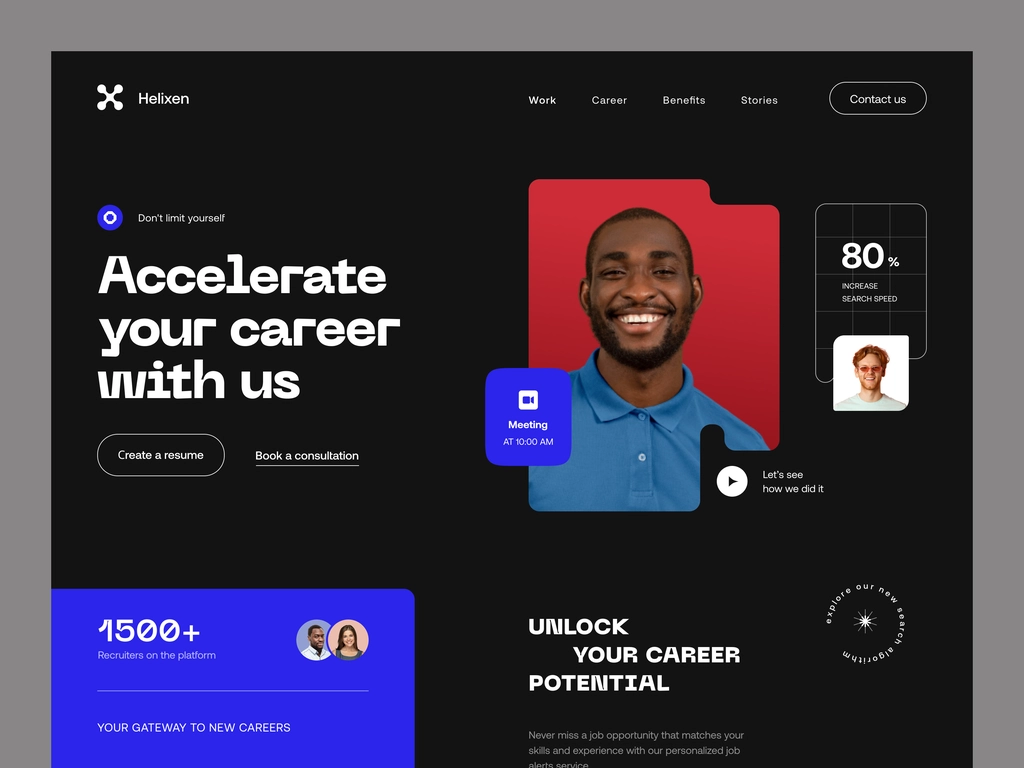 Helixen
Work
Career
Benefits
Stories
Contact us
Don't limit yourself
Accelerate
your career
with us
Create a resume
Book a consultation
80 %
INCREASE
SEARCH SPEED
Meeting
AT 10:00 AM
Let's see
how we did it
1500+
Recruiters on the platform
YOUR GATEWAY TO NEW CAREERS
UNLOCK
YOUR CAREER
POTENTIAL
explore our new search algorithm
Never miss a job opportunity that matches your
skills and experience with our personalized job
alerts service